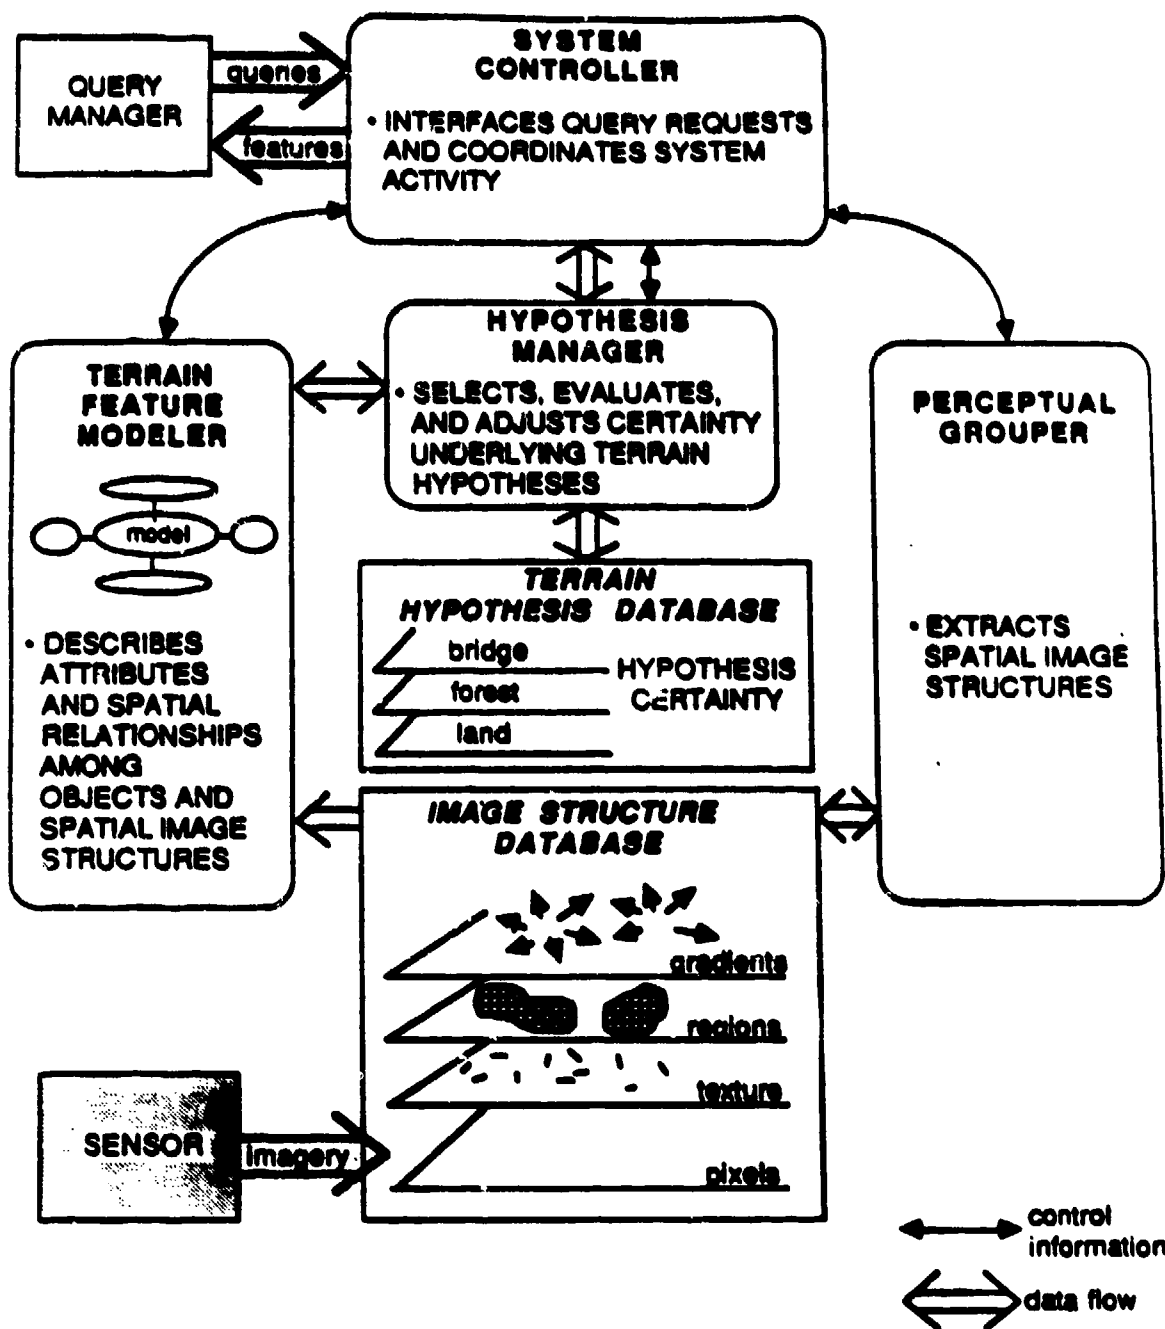 QUERY
MANAGER
queries
features
SYSTEM
CONTROLLER
• INTERFACES QUERY REQUESTS
AND COORDINATES SYSTEM
ACTIVITY
HYPOTHESIS
MANAGER
• SELECTS, EVALUATES,
AND ADJUSTS CERTAINTY
UNDERLYING TERRAIN
HYPOTHESES
TERRAIN
FEATURE
MODELER
model
• DESCRIBES
ATTRIBUTES
AND SPATIAL
RELATIONSHIPS
AMONG
OBJECTS AND
SPATIAL IMAGE
STRUCTURES
PERCEPTUAL
GROUPER
• EXTRACTS
SPATIAL IMAGE
STRUCTURES
TERRAIN
HYPOTHESIS DATABASE
bridge
forest
land
HYPOTHESIS
CERTAINTY
IMAGE STRUCTURE
DATABASE
gradients
regions
texture
pixels
SENSOR
imagery
control
information
data flow